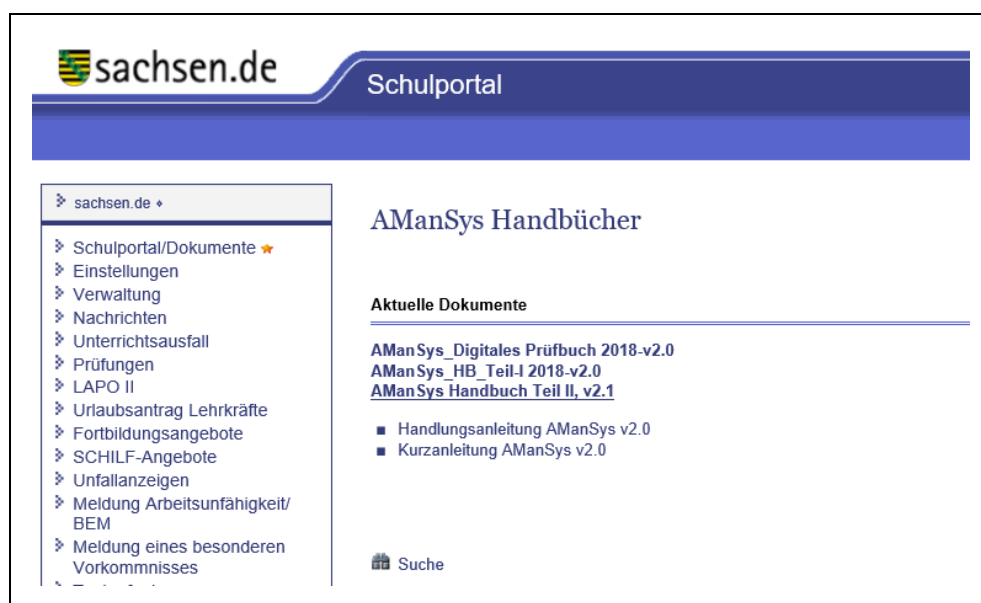 sachsen.de
Schulportal
sachsen.de
Schulportal/Dokumente
Einstellungen
Verwaltung
Nachrichten
Unterrichtsausfall
Prüfungen
LAPO II
Urlaubsantrag Lehrkräfte
Fortbildungsangebote
SCHILF-Angebote
Unfallanzeigen
Meldung Arbeitsunfähigkeit/
BEM
Meldung eines besonderen
Vorkommnisses
AManSys Handbücher
Aktuelle Dokumente
AManSys_Digitales Prüfbuch 2018-v2.0
AManSys_HB_Teil-I 2018-v2.0
AManSys Handbuch Teil II, v2.1
Handlungsanleitung AManSys v2.0
Kurzanleitung AManSys v2.0
Suche